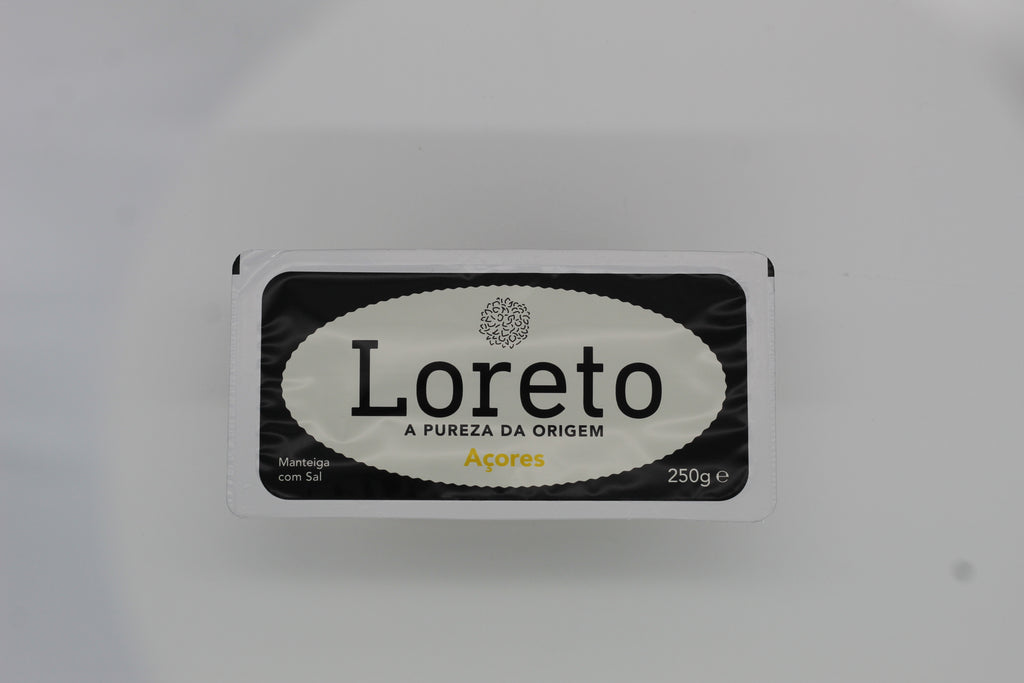 Loreto
A PUREZA DA ORIGEM
Açores
Manteiga
com Sal
250g ℮